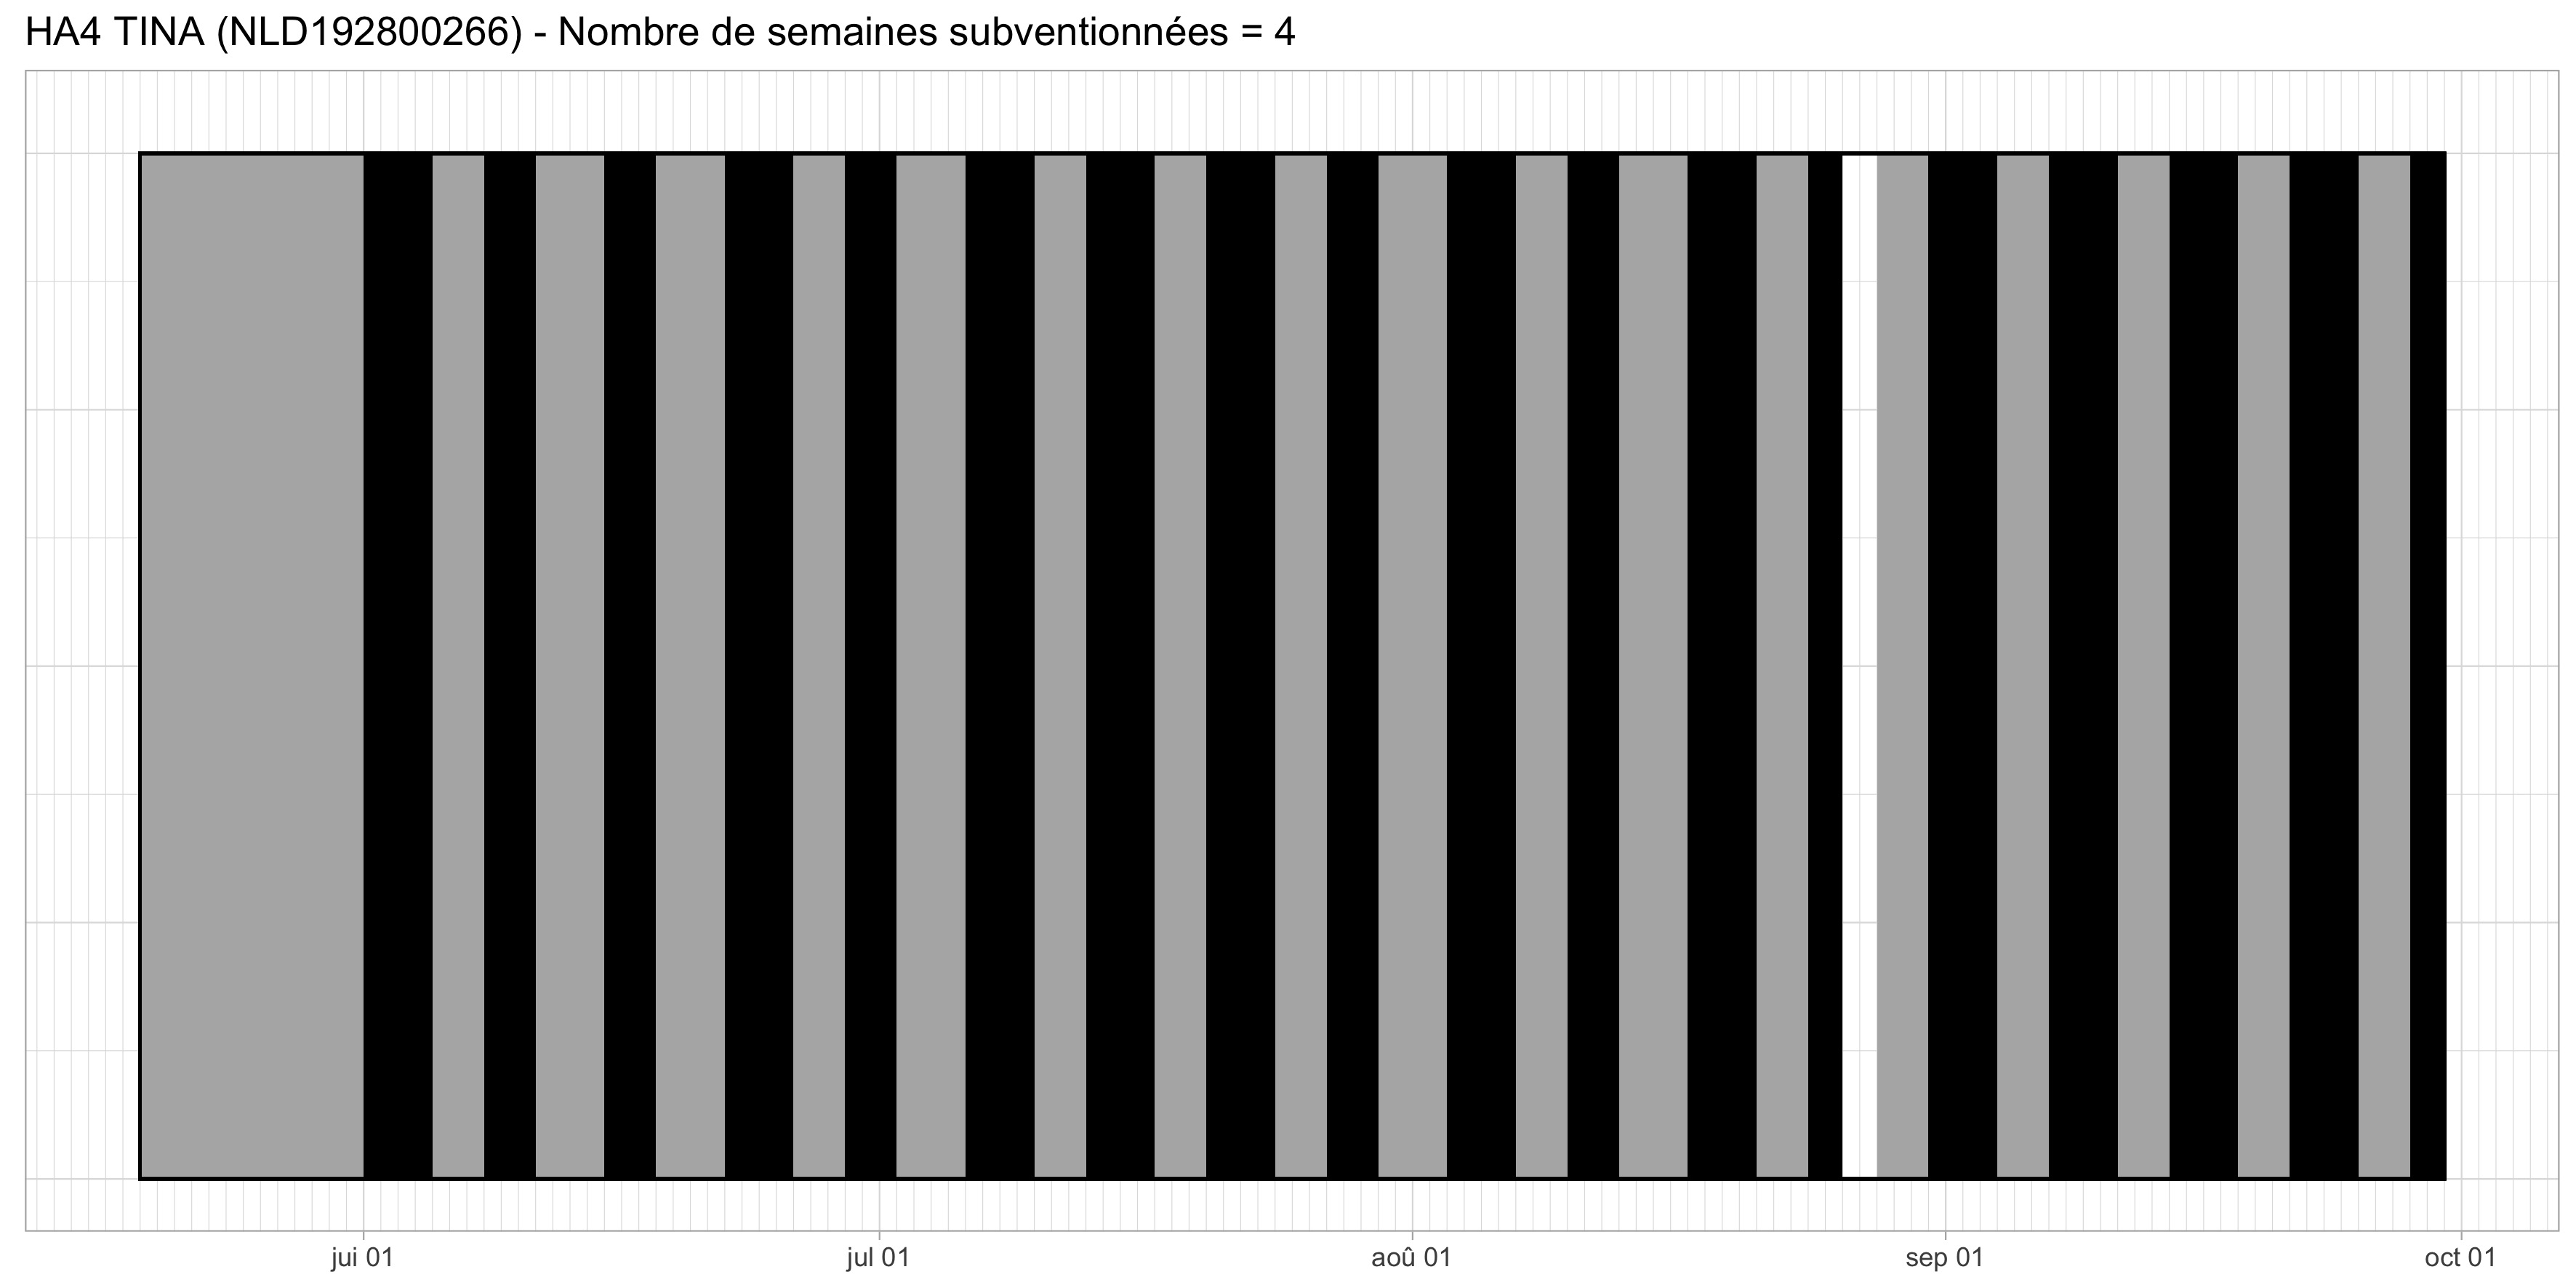 HA4 TINA (NLD192800266) - Nombre de semaines subventionnées = 4
jui 01 jul 01 aoû 01 sep 01 oct 01